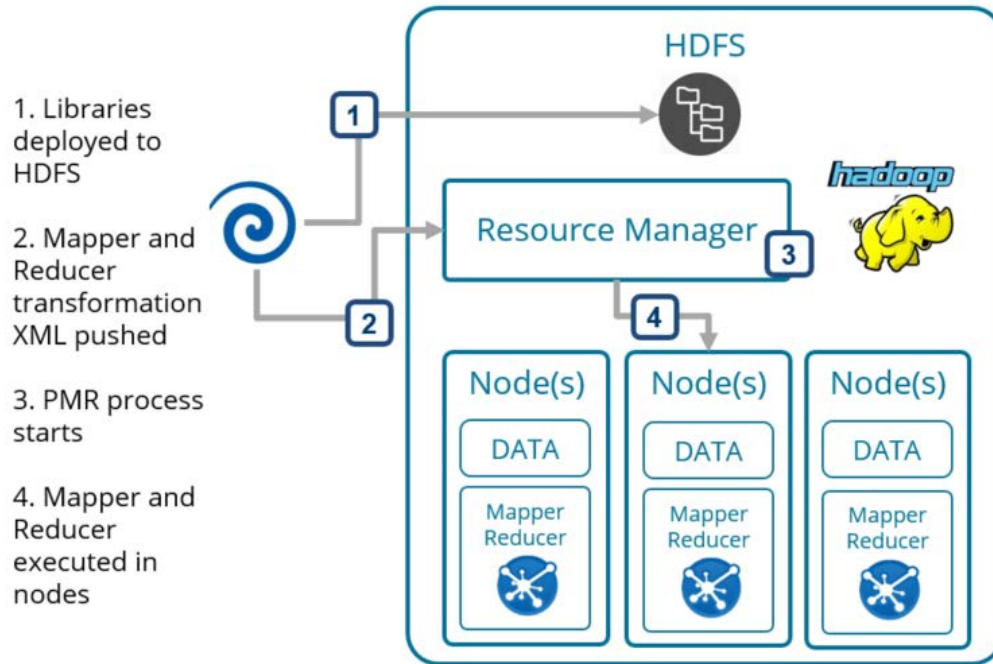 1. Libraries
deployed to
HDFS
2. Mapper and
Reducer
transformation
XML pushed
3. PMR process
starts
4. Mapper and
Reducer
executed in
nodes
HDFS
1
hadoop
Resource Manager
3
2
4
Node(s)
DATA
Mapper
Reducer
Node(s)
DATA
Mapper
Reducer
Node(s)
DATA
Mapper
Reducer